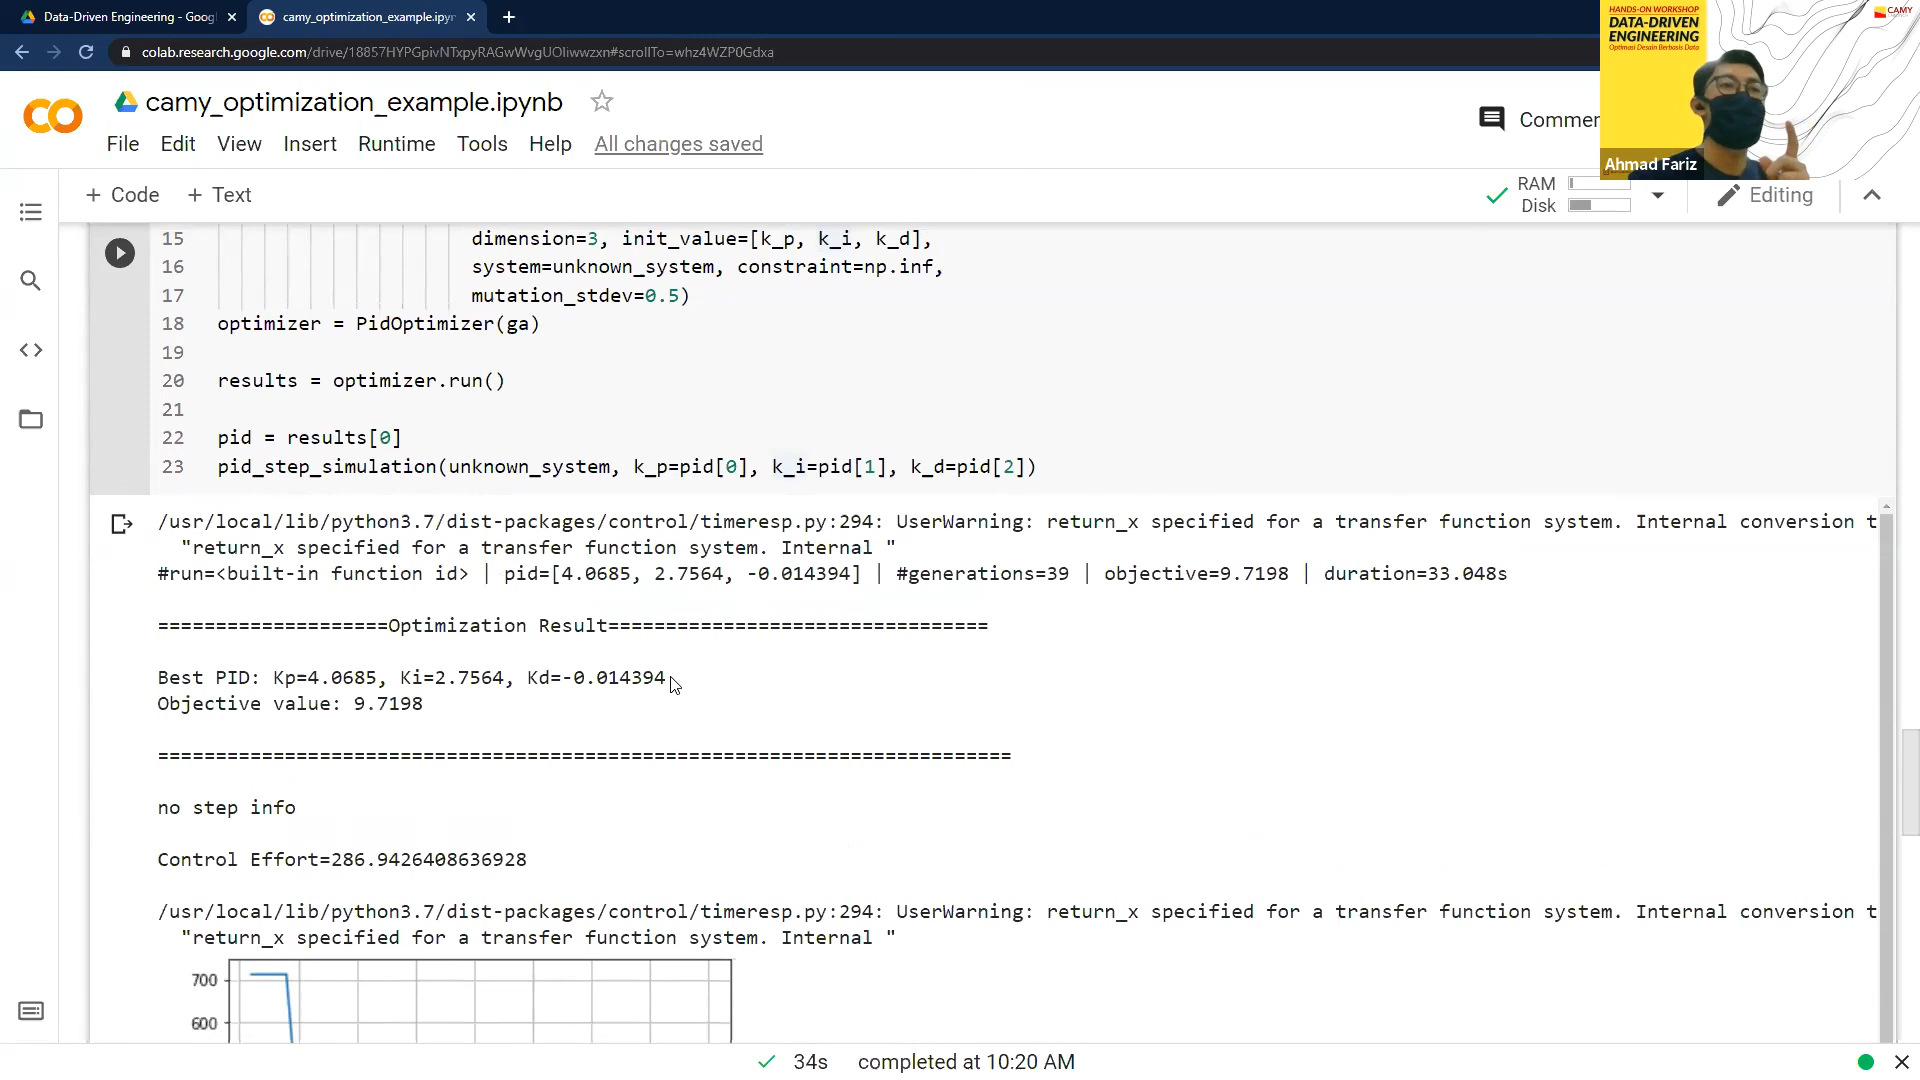 Data-Driven Engineering - Goog
camy_optimization_example.ipyn
colab.research.google.com/drive/18857HYPGpivNTxpyRAGwWvgUOIiwwzxn#scrollTo=whz4WZP0Gdxa
HANDS-ON WORKSHOP
DATA-DRIVEN
ENGINEERING
Optimasi Desain Berbasis Data
CAMY
Ahmad Fariz
camy_optimization_example.ipynb
Commen
File Edit View Insert Runtime Tools Help All changes saved
+ Code + Text
RAM
Disk
Editing
15 dimension=3, init_value=[k_p, k_i, k_d],
16 system=unknown_system, constraint=np.inf,
17 mutation_stdev=0.5)
18 optimizer = PidOptimizer(ga)
19
20 results = optimizer.run()
21
22 pid = results[0]
23 pid_step_simulation(unknown_system, k_p=pid[0], k_i=pid[1], k_d=pid[2])
/usr/local/lib/python3.7/dist-packages/control/timeresp.py:294: UserWarning: return_x specified for a transfer function system. Internal conversion t
"return_x specified for a transfer function system. Internal "
#run=<built-in function id> | pid=[4.0685, 2.7564, -0.014394] | #generations=39 | objective=9.7198 | duration=33.048s
====================Optimization Result=================================
Best PID: Kp=4.0685, Ki=2.7564, Kd=-0.014394
Objective value: 9.7198
==========================================================================
no step info
Control Effort=286.9426408636928
/usr/local/lib/python3.7/dist-packages/control/timeresp.py:294: UserWarning: return_x specified for a transfer function system. Internal conversion t
"return_x specified for a transfer function system. Internal "
700
600
34s completed at 10:20 AM